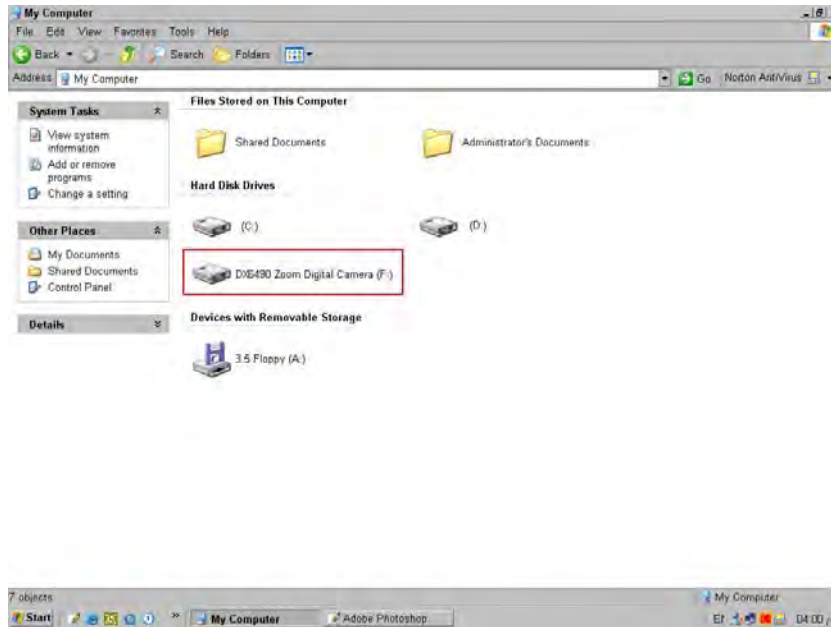 My Computer
File Edit View Favorites Tools Help
Back Search Folders
Address My Computer Go Norton AntiVirus
System Tasks
View system
information
Add or remove
programs
Change a setting
Other Places
My Documents
Shared Documents
Control Panel
Details
Files Stored on This Computer
Shared Documents Administrator's Documents
Hard Disk Drives
(C:) (D:)
DX6490 Zoom Digital Camera (F:)
Devices with Removable Storage
3.5 Floppy (A:)
7 objects My Computer
Start » My Computer Adobe Photoshop 04:00